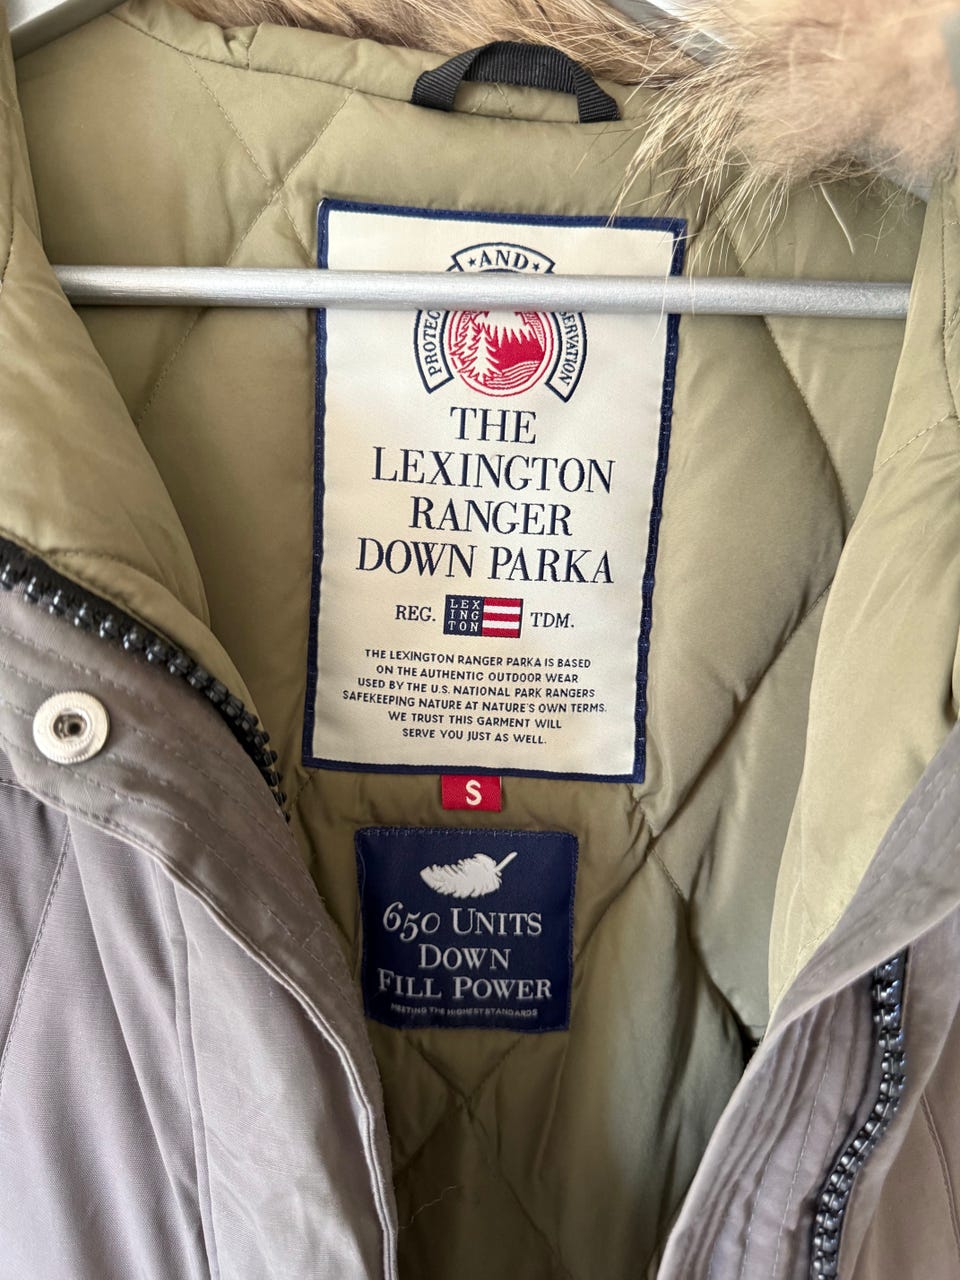 ★AND★
THE
LEXINGTON
RANGER
DOWN PARKA
REG. LEX ING TON TDM.
THE LEXINGTON RANGER PARKA IS BASED
ON THE AUTHENTIC OUTDOOR WEAR
USED BY THE U.S. NATIONAL PARK RANGERS
SAFEKEEPING NATURE AT NATURE'S OWN TERMS.
WE TRUST THIS GARMENT WILL
SERVE YOU JUST AS WELL.
S
650 UNITS
DOWN
FILL POWER
MEETING THE HIGHEST STANDARDS